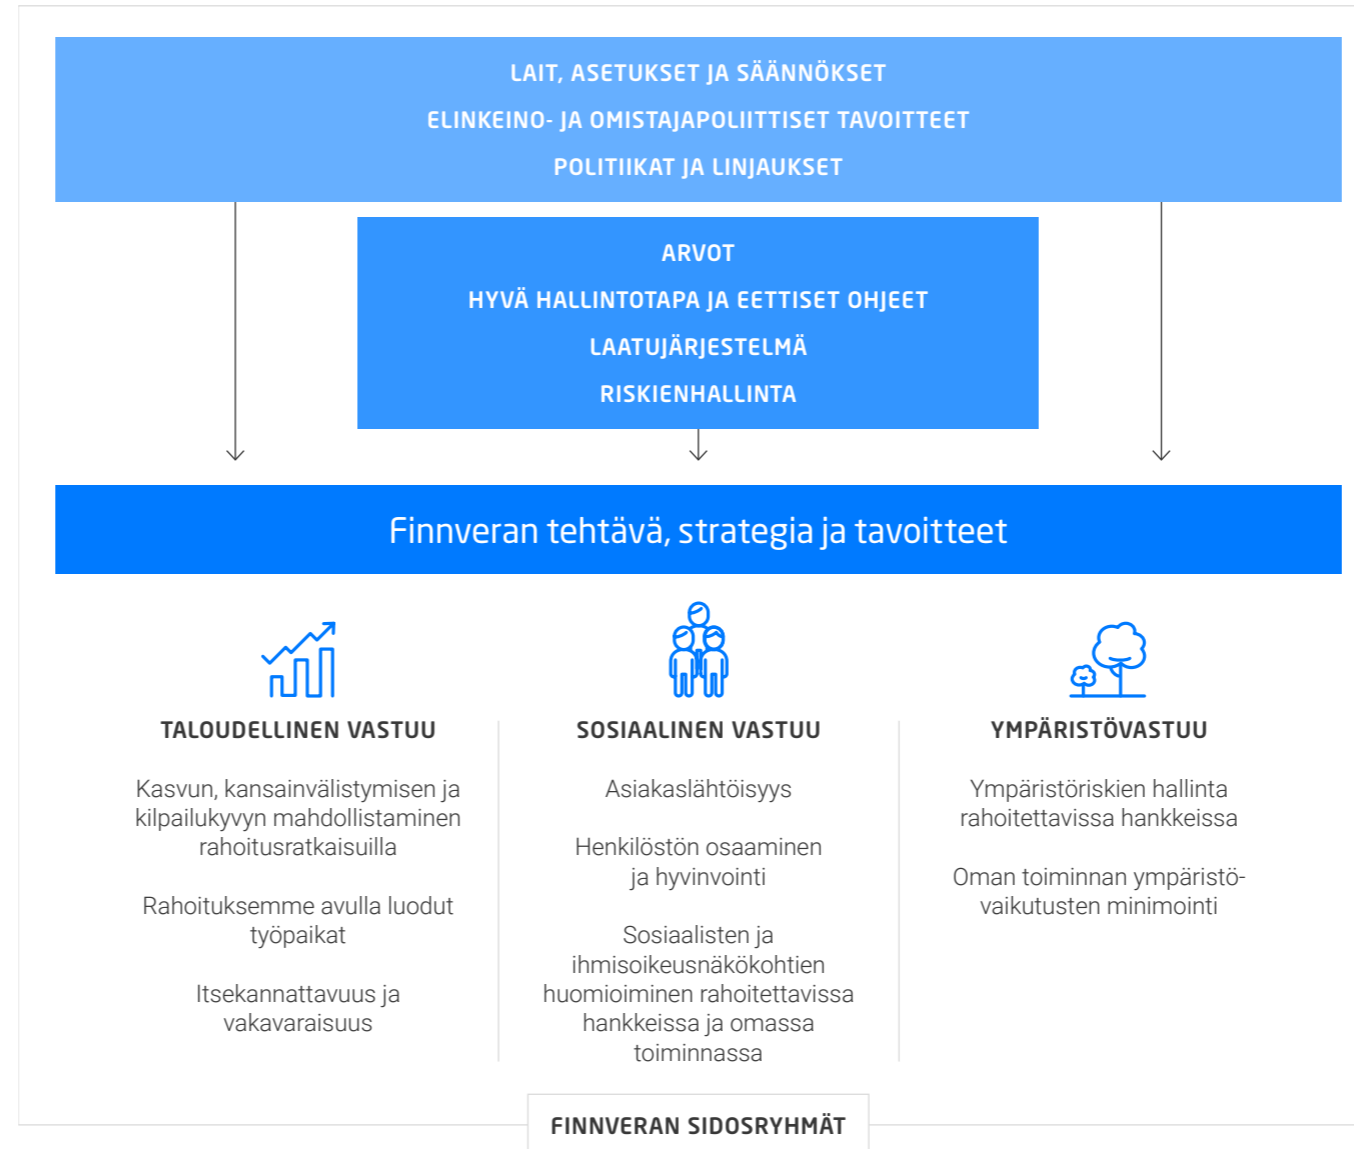 LAIT, ASETUKSET JA SÄÄNNÖKSET
ELINKEINO- JA OMISTAJAPOLIITTISET TAVOITTEET
POLITIIKAT JA LINJAUKSET
ARVOT
HYVÄ HALLINTOTAPA JA EETTISET OHJEET
LAATUJÄRJESTELMÄ
RISKIENHALLINTA
Finnveran tehtävä, strategia ja tavoitteet
TALOUDELLINEN VASTUU
Kasvun, kansainvälistymisen ja
kilpailukyvyn mahdollistaminen
rahoitusratkaisuilla
Rahoituksemme avulla luodut
työpaikat
Itsekannattavuus ja
vakavaraisuus
SOSIAALINEN VASTUU
Asiakaslähtöisyys
Henkilöstön osaaminen
ja hyvinvointi
Sosiaalisten ja
ihmisoikeusnäkökohtien
huomioiminen rahoitettavissa
hankkeissa ja omassa
toiminnassa
YMPÄRISTÖVASTUU
Ympäristöriskien hallinta
rahoitettavissa hankkeissa
Oman toiminnan ympäristö-
vaikutusten minimointi
FINNVERAN SIDOSRYHMÄT